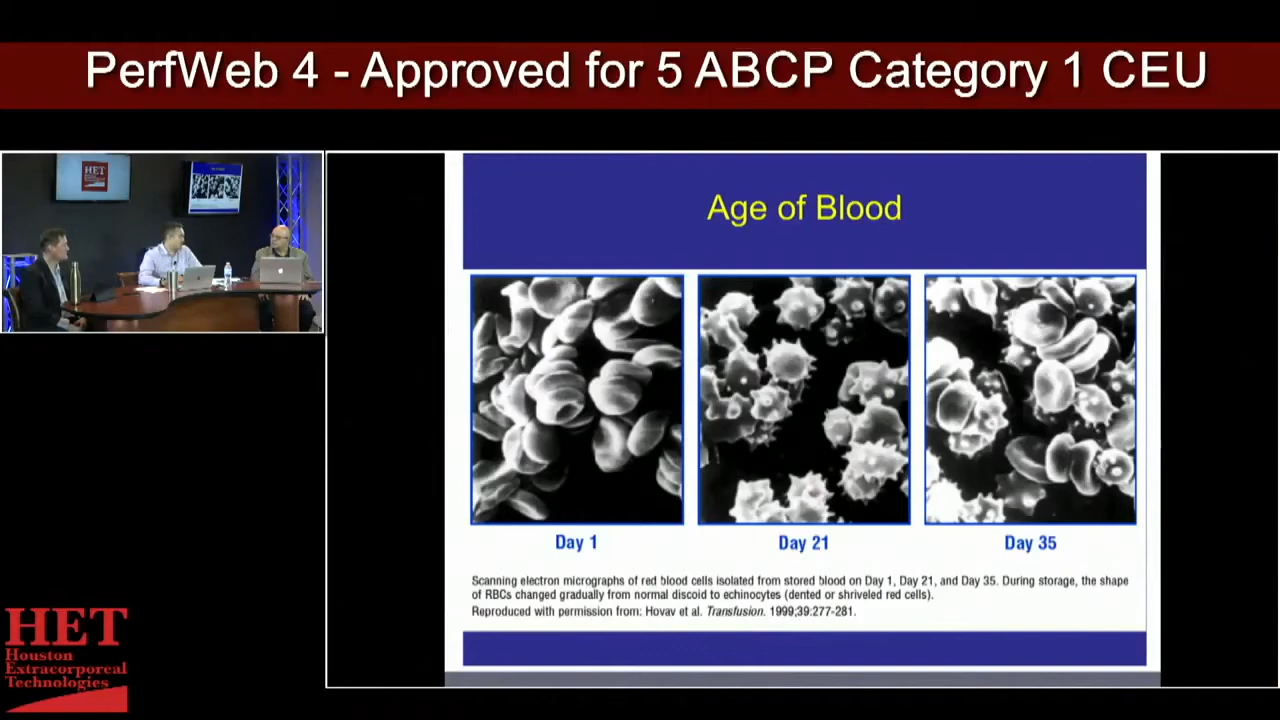 PerfWeb 4 - Approved for 5 ABCP Category 1 CEU
HET
Age of Blood
Day 1
Day 21
Day 35
Scanning electron micrographs of red blood cells isolated from stored blood on Day 1, Day 21, and Day 35. During storage, the shape
of RBCs changed gradually from normal discoid to echinocytes (dented or shriveled red cells).
Reproduced with permission from: Hovav et al. Transfusion. 1999;39:277-281.
HET
Houston
Extracorporeal
Technologies